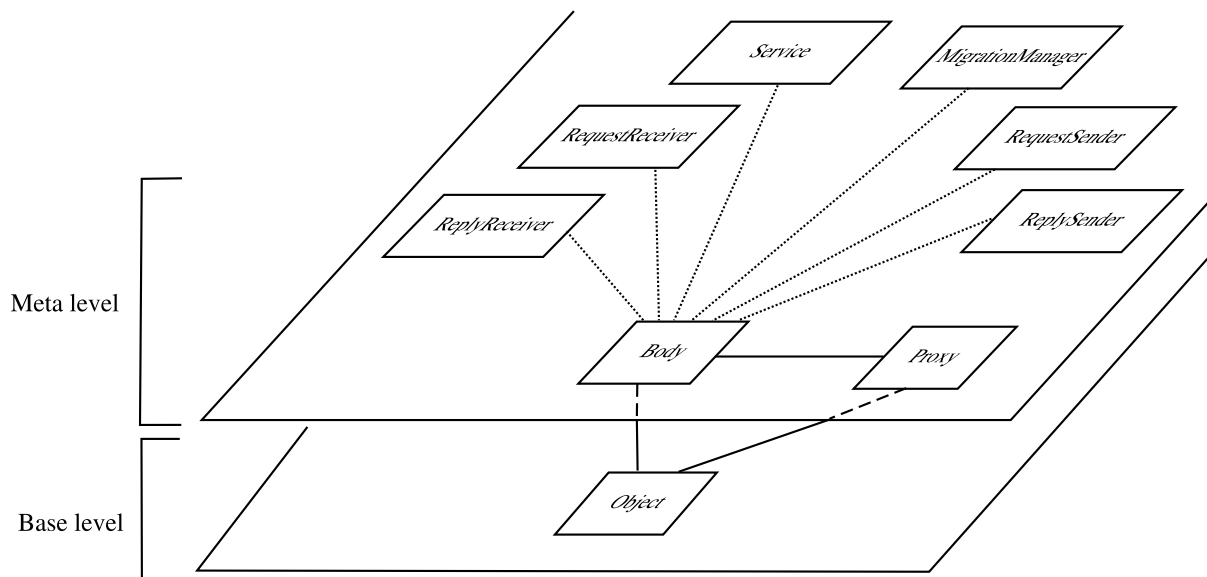 Service
MigrationManager
RequestReceiver
RequestSender
ReplyReceiver
ReplySender
Meta level
Body
Proxy
Object
Base level